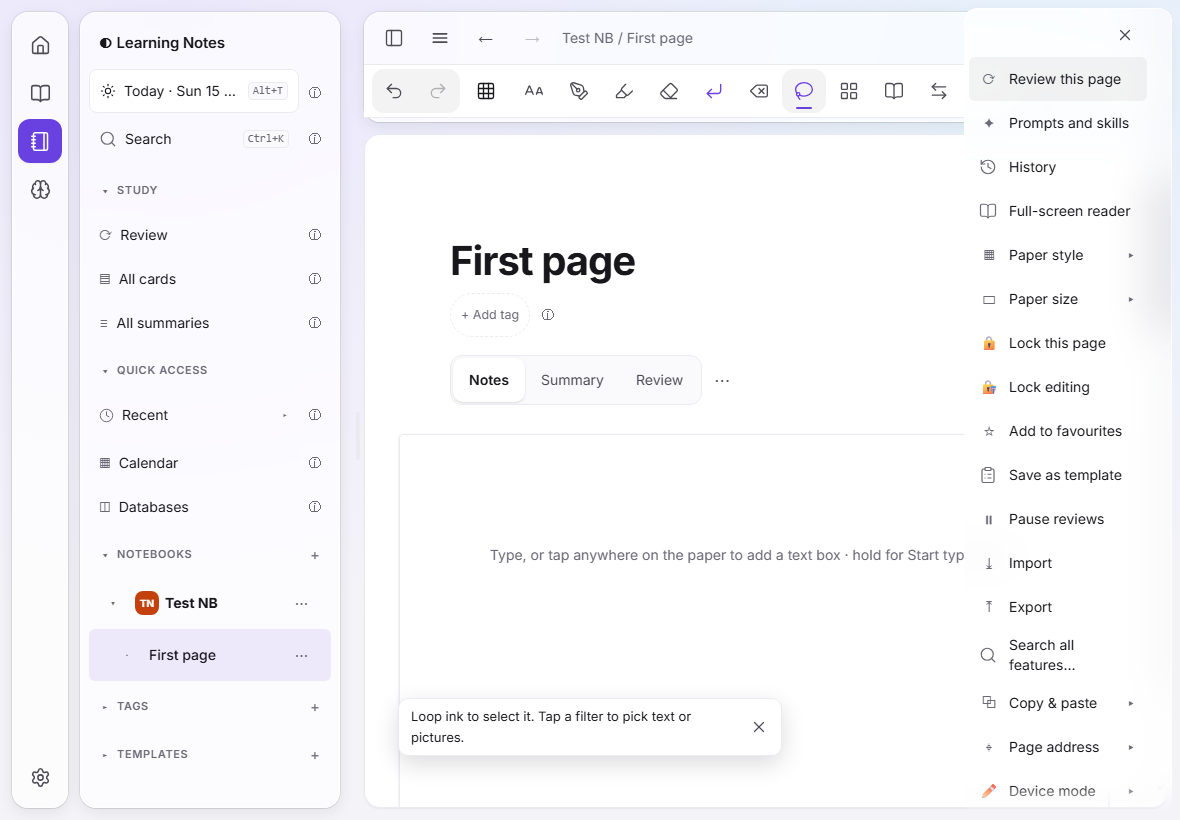 Learning Notes
Today · Sun 15 ... Alt+T
Search Ctrl+K
STUDY
Review
All cards
All summaries
QUICK ACCESS
Recent
Calendar
Databases
NOTEBOOKS
TN Test NB
First page
TAGS
TEMPLATES
Test NB / First page
First page
+ Add tag
Notes Summary Review
Type, or tap anywhere on the paper to add a text box · hold for Start typ
Loop ink to select it. Tap a filter to pick text or
pictures.
Review this page
Prompts and skills
History
Full-screen reader
Paper style
Paper size
Lock this page
Lock editing
Add to favourites
Save as template
Pause reviews
Import
Export
Search all
features...
Copy & paste
Page address
Device mode